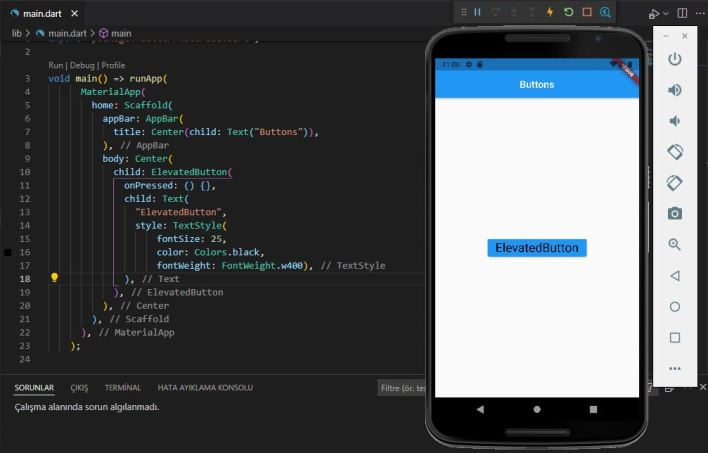 main.dart
lib > main.dart > main
2
Run | Debug | Profile
3 void main() => runApp(
4 MaterialApp(
5 home: Scaffold(
6 appBar: AppBar(
7 title: Center(child: Text("Buttons")),
8 ), // AppBar
9 body: Center(
10 child: ElevatedButton(
11 onPressed: () {},
12 child: Text(
13 "ElevatedButton",
14 style: TextStyle(
15 fontSize: 25,
16 color: Colors.black,
17 fontWeight: FontWeight.w400), // TextStyle
18 ), // Text
19 ), // ElevatedButton
20 ), // Center
21 ), // Scaffold
22 ), // MaterialApp
23 );
24
SORUNLAR ÇIKIŞ TERMİNAL HATA AYIKLAMA KONSOLU Filtre (ör. te
Çalışma alanında sorun algılanmadı.
11:00
DEBUG
Buttons
ElevatedButton